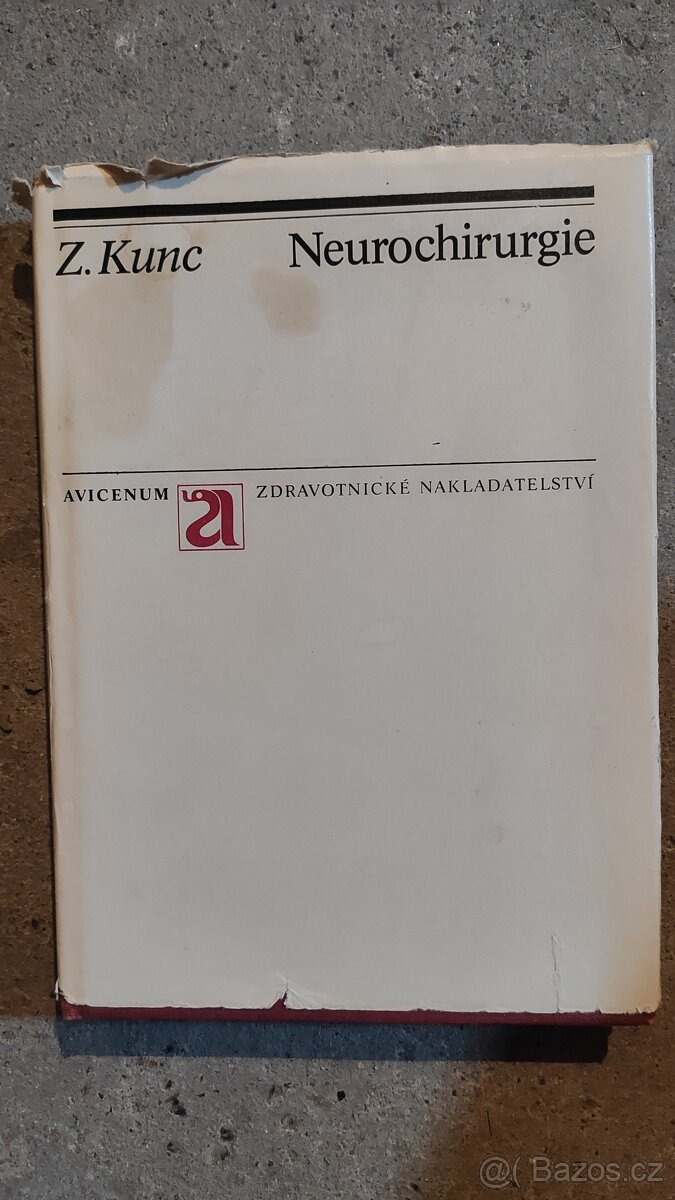 Z. Kunc Neurochirurgie
AVICENUM a ZDRAVOTNICKÉ NAKLADATELSTVÍ
@( Bazos.cz